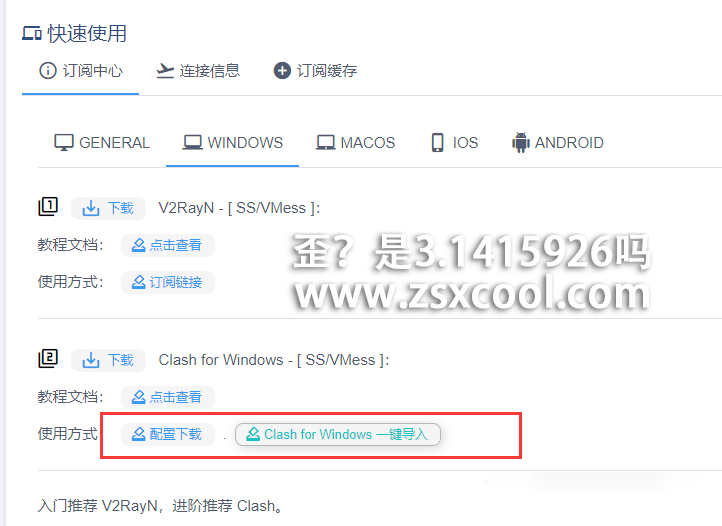 快速使用
订阅中心 连接信息 订阅缓存
GENERAL WINDOWS MACOS IOS ANDROID
1 下载 V2RayN - [ SS/VMess ]:
教程文档： 点击查看
使用方式： 订阅链接
歪？是3.1415926吗
www.zsxcool.com
2 下载 Clash for Windows - [ SS/VMess ]:
教程文档： 点击查看
使用方式 配置下载 . Clash for Windows 一键导入
入门推荐 V2RayN，进阶推荐 Clash。